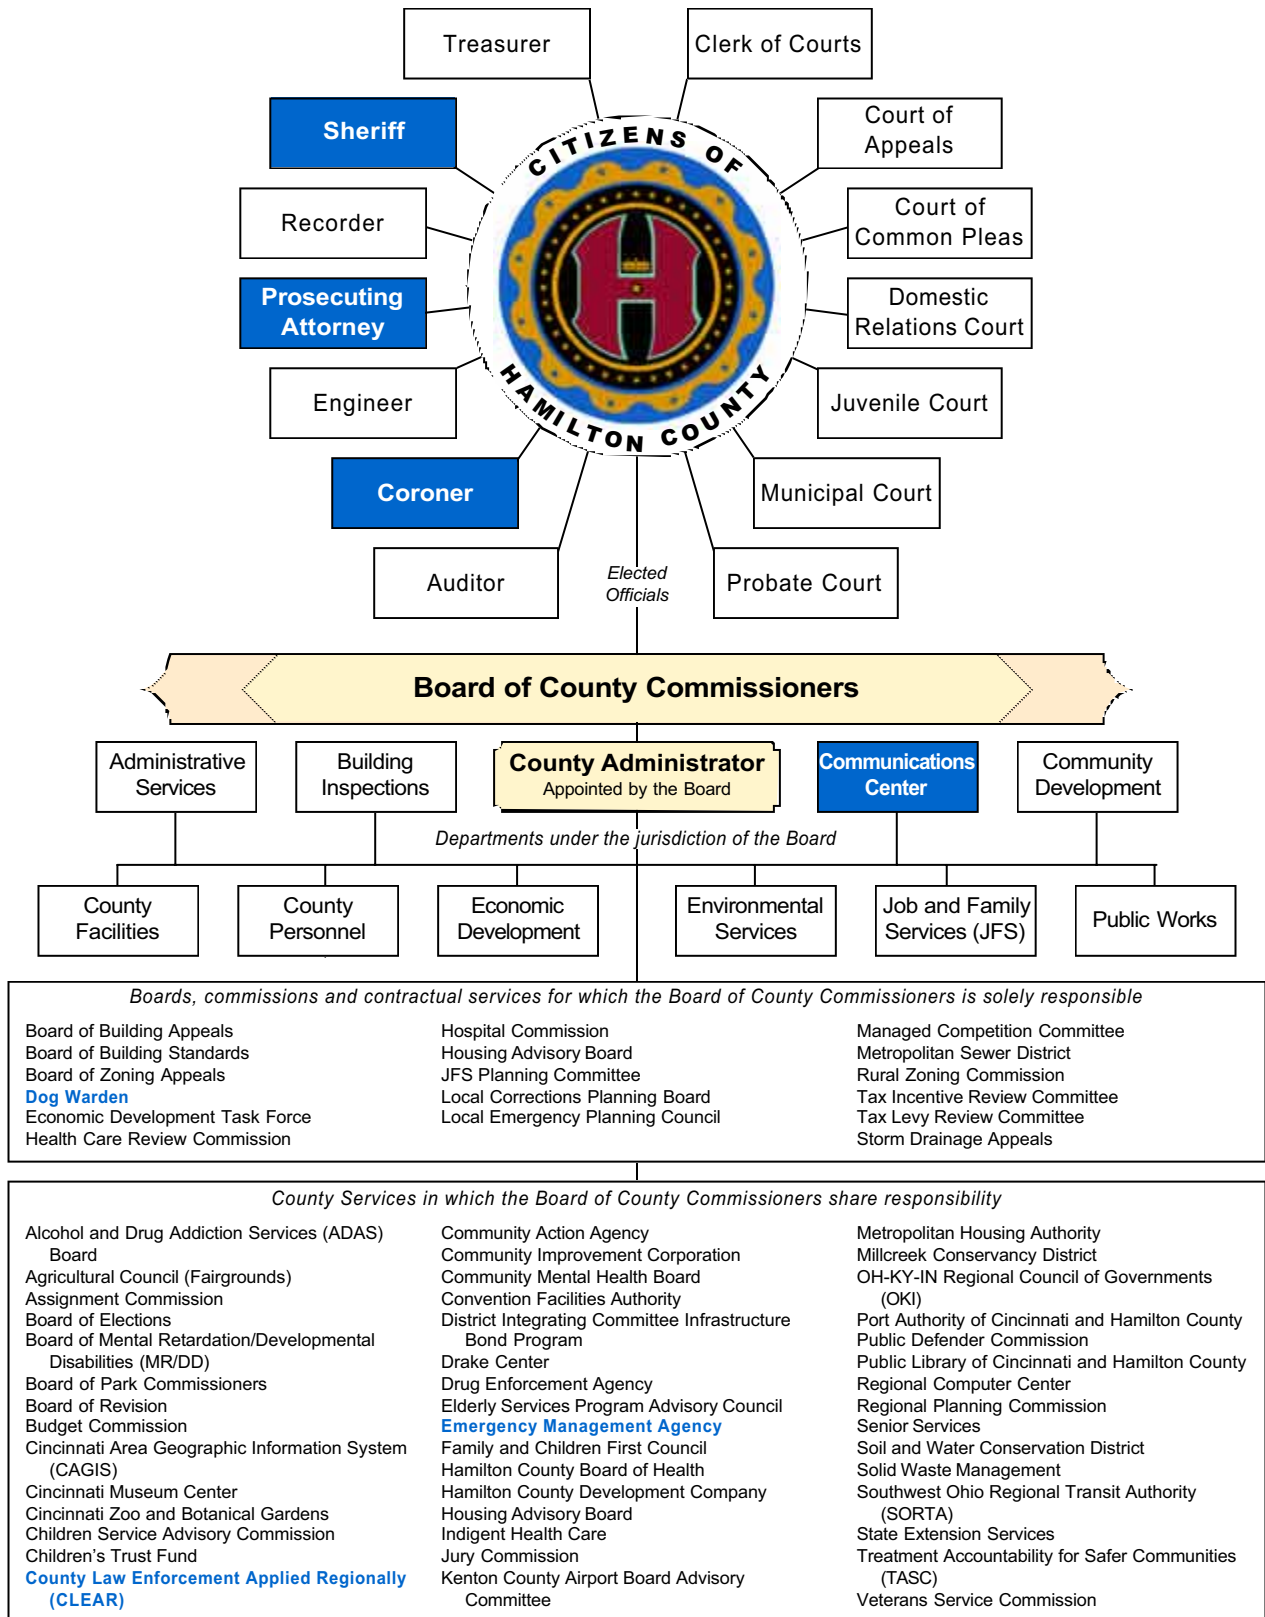 Treasurer
Clerk of Courts
Sheriff
Court of
Appeals
Recorder
Court of
Common Pleas
Prosecuting
Attorney
Domestic
Relations Court
Engineer
Juvenile Court
Coroner
Municipal Court
Auditor
Probate Court
CITIZENS OF
HAMILTON COUNTY
H
Elected
Officials
Board of County Commissioners
Administrative
Services
Building
Inspections
County Administrator
Appointed by the Board
Communications
Center
Community
Development
Departments under the jurisdiction of the Board
County
Facilities
County
Personnel
Economic
Development
Environmental
Services
Job and Family
Services (JFS)
Public Works
Boards, commissions and contractual services for which the Board of County Commissioners is solely responsible
Board of Building Appeals
Board of Building Standards
Board of Zoning Appeals
Dog Warden
Economic Development Task Force
Health Care Review Commission
Hospital Commission
Housing Advisory Board
JFS Planning Committee
Local Corrections Planning Board
Local Emergency Planning Council
Managed Competition Committee
Metropolitan Sewer District
Rural Zoning Commission
Tax Incentive Review Committee
Tax Levy Review Committee
Storm Drainage Appeals
County Services in which the Board of County Commissioners share responsibility
Alcohol and Drug Addiction Services (ADAS)
Board
Agricultural Council (Fairgrounds)
Assignment Commission
Board of Elections
Board of Mental Retardation/Developmental
Disabilities (MR/DD)
Board of Park Commissioners
Board of Revision
Budget Commission
Cincinnati Area Geographic Information System
(CAGIS)
Cincinnati Museum Center
Cincinnati Zoo and Botanical Gardens
Children Service Advisory Commission
Children's Trust Fund
County Law Enforcement Applied Regionally
(CLEAR)
Community Action Agency
Community Improvement Corporation
Community Mental Health Board
Convention Facilities Authority
District Integrating Committee Infrastructure
Bond Program
Drake Center
Drug Enforcement Agency
Elderly Services Program Advisory Council
Emergency Management Agency
Family and Children First Council
Hamilton County Board of Health
Hamilton County Development Company
Housing Advisory Board
Indigent Health Care
Jury Commission
Kenton County Airport Board Advisory
Committee
Metropolitan Housing Authority
Millcreek Conservancy District
OH-KY-IN Regional Council of Governments
(OKI)
Port Authority of Cincinnati and Hamilton County
Public Defender Commission
Public Library of Cincinnati and Hamilton County
Regional Computer Center
Regional Planning Commission
Senior Services
Soil and Water Conservation District
Solid Waste Management
Southwest Ohio Regional Transit Authority
(SORTA)
State Extension Services
Treatment Accountability for Safer Communities
(TASC)
Veterans Service Commission